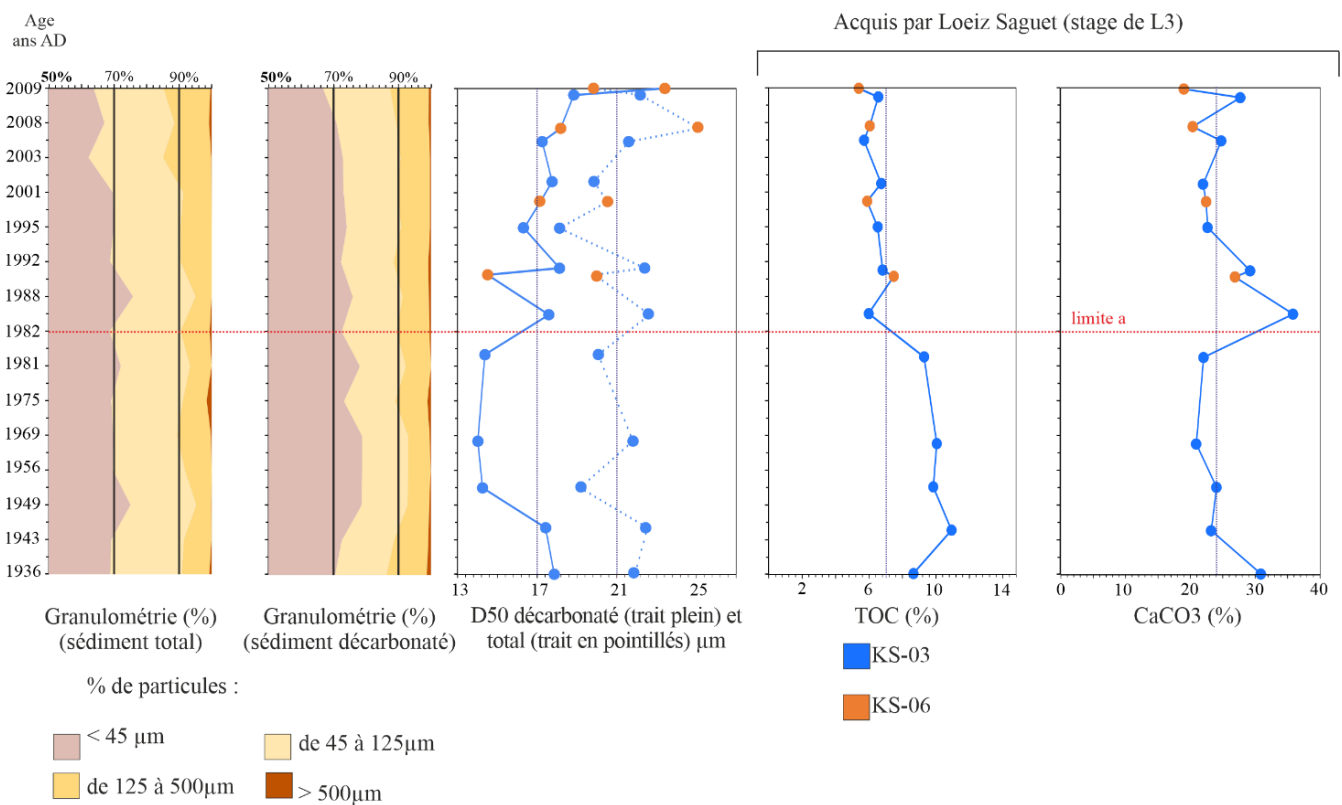 Acquis par Loeiz Saguet (stage de L3)
Age
ans AD
50% 70% 90%
50% 70% 90%
2009
2008
2003
2001
1995
1992
1988
1982
1981
1975
1969
1956
1949
1943
1936
limite a
13 17 21 25
2 6 10 14
0 10 20 30 40
Granulométrie (%)
(sédiment total)
Granulométrie (%)
(sédiment décarbonaté)
D50 décarbonaté (trait plein) et
total (trait en pointillés) µm
TOC (%)
CaCO3 (%)
KS-03
KS-06
% de particules :
< 45 µm
de 45 à 125µm
de 125 à 500µm
> 500µm